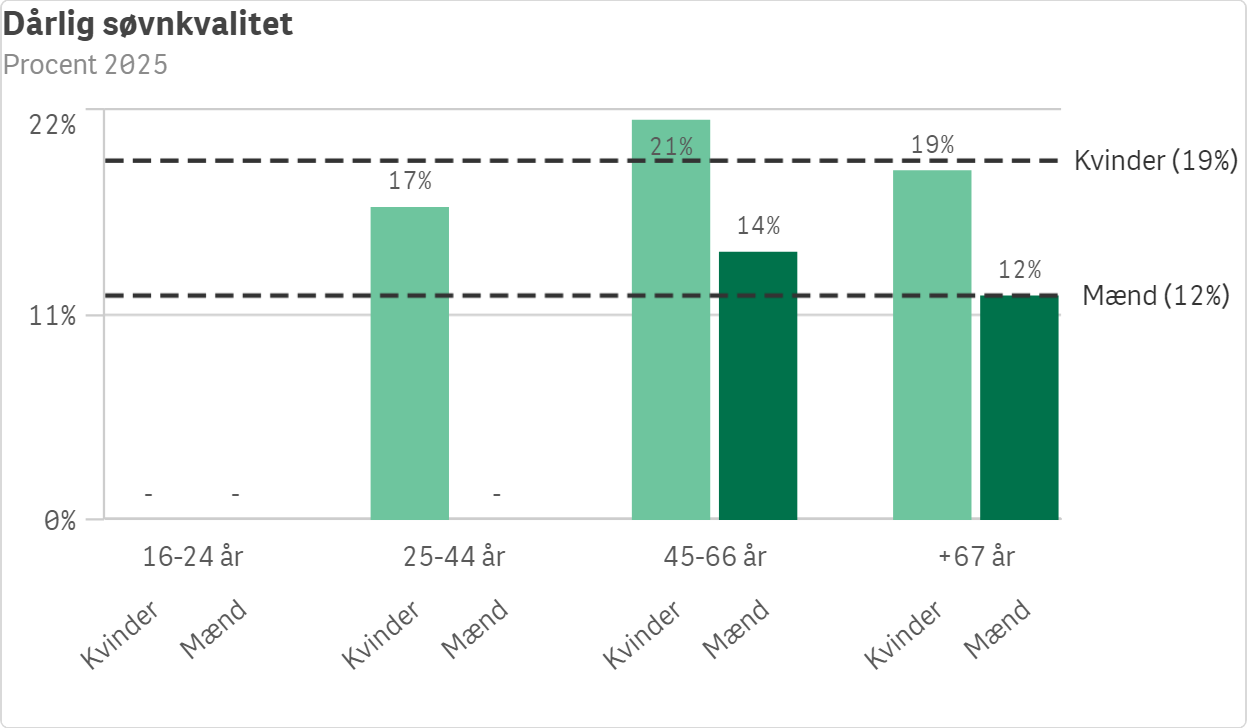 Dårlig søvnkvalitet
Procent 2025
22%
21%
19%
Kvinder (19%)
17%
14%
12%
Mænd (12%)
11%
- - -
0%
16-24 år 25-44 år 45-66 år +67 år
Kvinder Mænd Kvinder Mænd Kvinder Mænd Kvinder Mænd